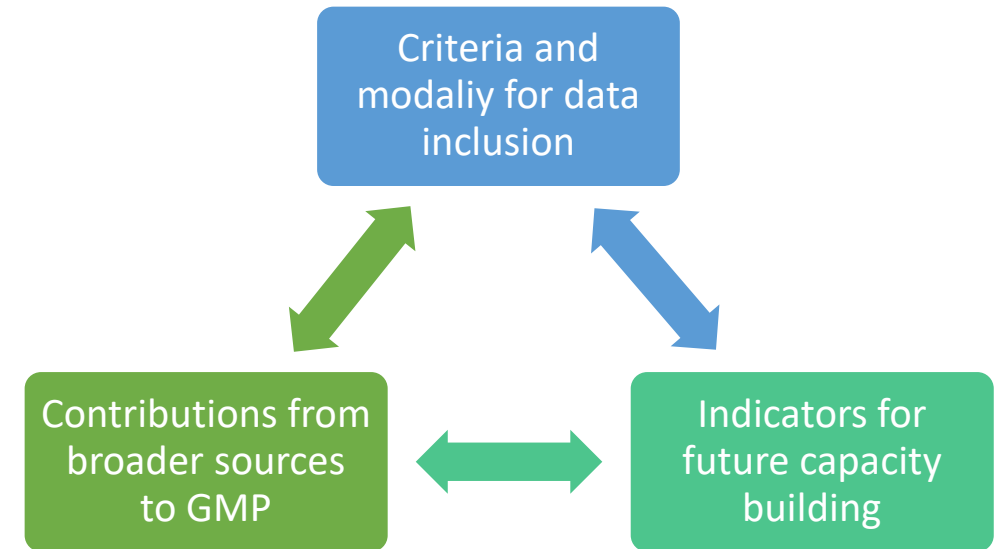 Criteria and
modaliy for data
inclusion
Contributions from
broader sources
to GMP
Indicators for
future capacity
building